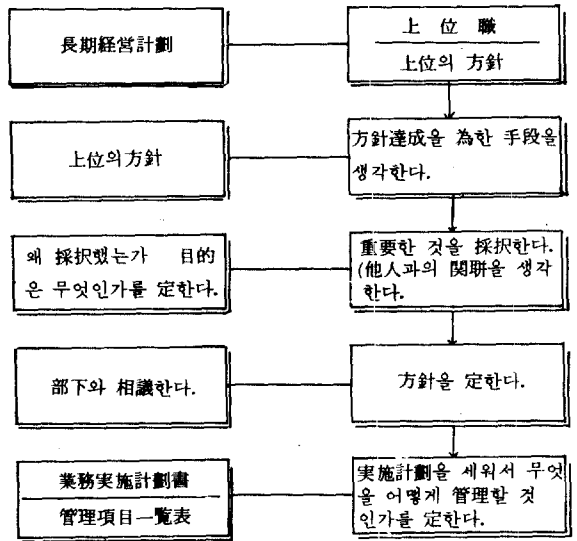 長期経営計劃
上位職
上位의 方針
上位의 方針
方針達成을 為한 手段을
생각한다.
왜 採択했는가 目的
은 무엇인가를 定한다.
重要한 것을 採択한다.
(他人과의 関聨을 생각
한다.
部下와 相議한다.
方針을 定한다.
業務実施計劃書
管理項目一覧表
実施計劃을 세워서 무엇
을 어떻게 管理할 것
인가를 定한다.